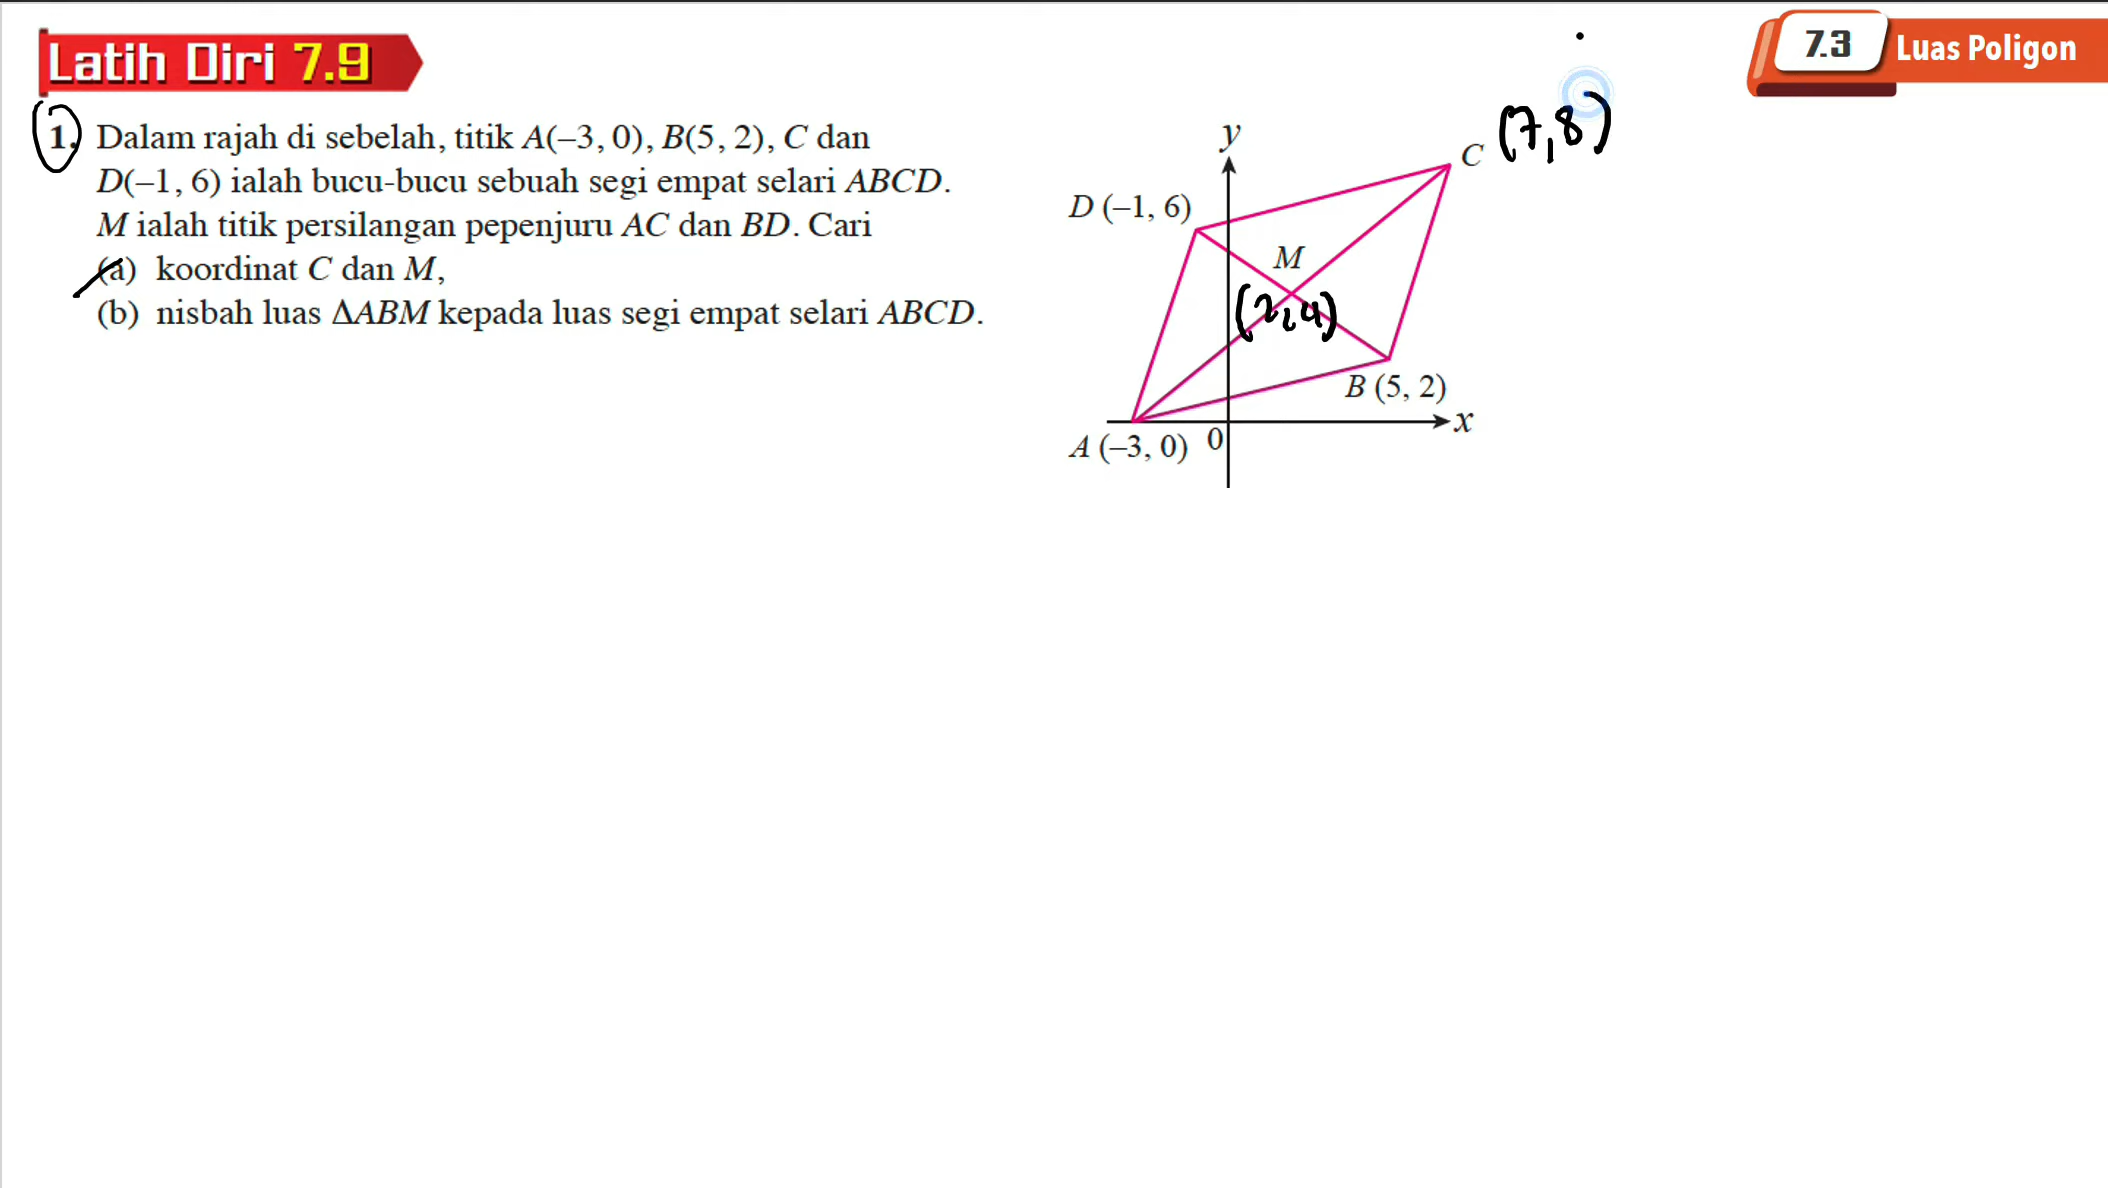 Latih Diri 7.9
7.3 Luas Poligon
1. Dalam rajah di sebelah, titik A(–3, 0), B(5, 2), C dan
D(–1, 6) ialah bucu-bucu sebuah segi empat selari ABCD.
M ialah titik persilangan pepenjuru AC dan BD. Cari
(a) koordinat C dan M,
(b) nisbah luas ΔABM kepada luas segi empat selari ABCD.
y
C (7,8)
D (–1, 6)
M
(2,4)
B (5, 2)
x
A (–3, 0)
0